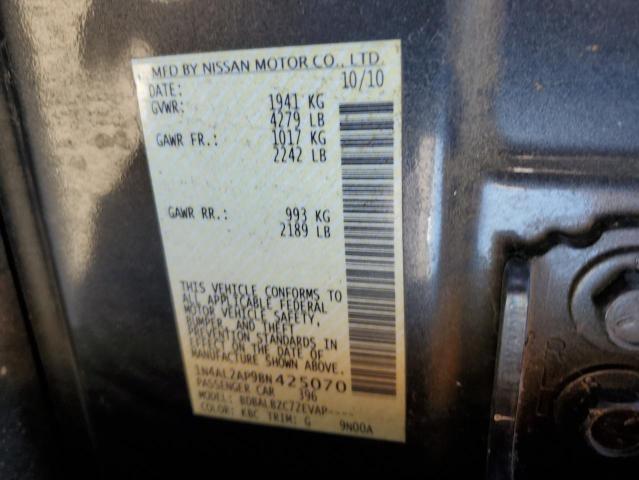 MFD BY NISSAN MOTOR CO., LTD.
DATE: 10/10
GVWR: 1941 KG
4279 LB
GAWR FR.: 1017 KG
2242 LB
GAWR RR.: 993 KG
2189 LB
THIS VEHICLE CONFORMS TO
ALL APPLICABLE FEDERAL
MOTOR VEHICLE SAFETY,
BUMPER, AND THEFT
PREVENTION STANDARDS IN
EFFECT ON THE DATE OF
MANUFACTURE SHOWN ABOVE.
1N4AL2AP9BN425070
PASSENGER CAR 396
MODEL: BDBALBZC7ZEVAP----
COLOR: KBC TRIM: G 9N00A